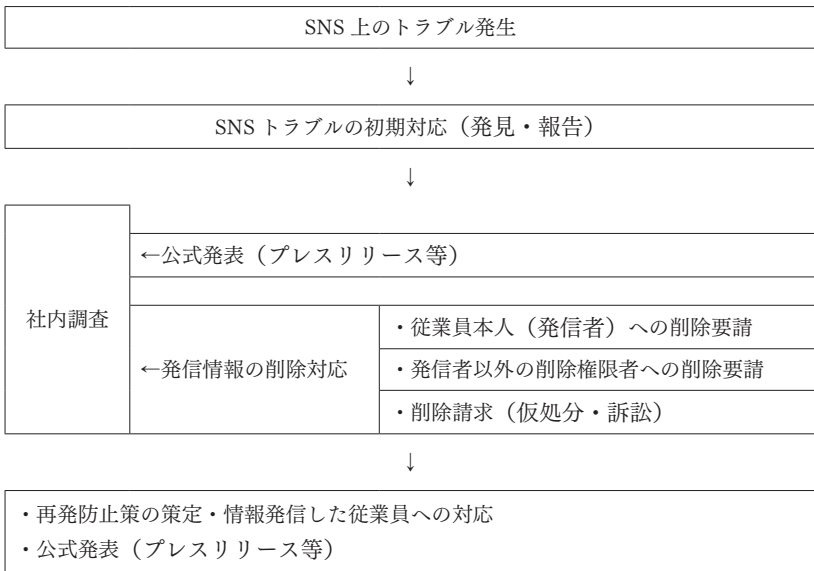 SNS 上のトラブル発生
↓
SNS トラブルの初期対応（発見・報告）
↓
社内調査
←公式発表（プレスリリース等）
←発信情報の削除対応
・従業員本人（発信者）への削除要請
・発信者以外の削除権限者への削除要請
・削除請求（仮処分・訴訟）
↓
・再発防止策の策定・情報発信した従業員への対応
・公式発表（プレスリリース等）